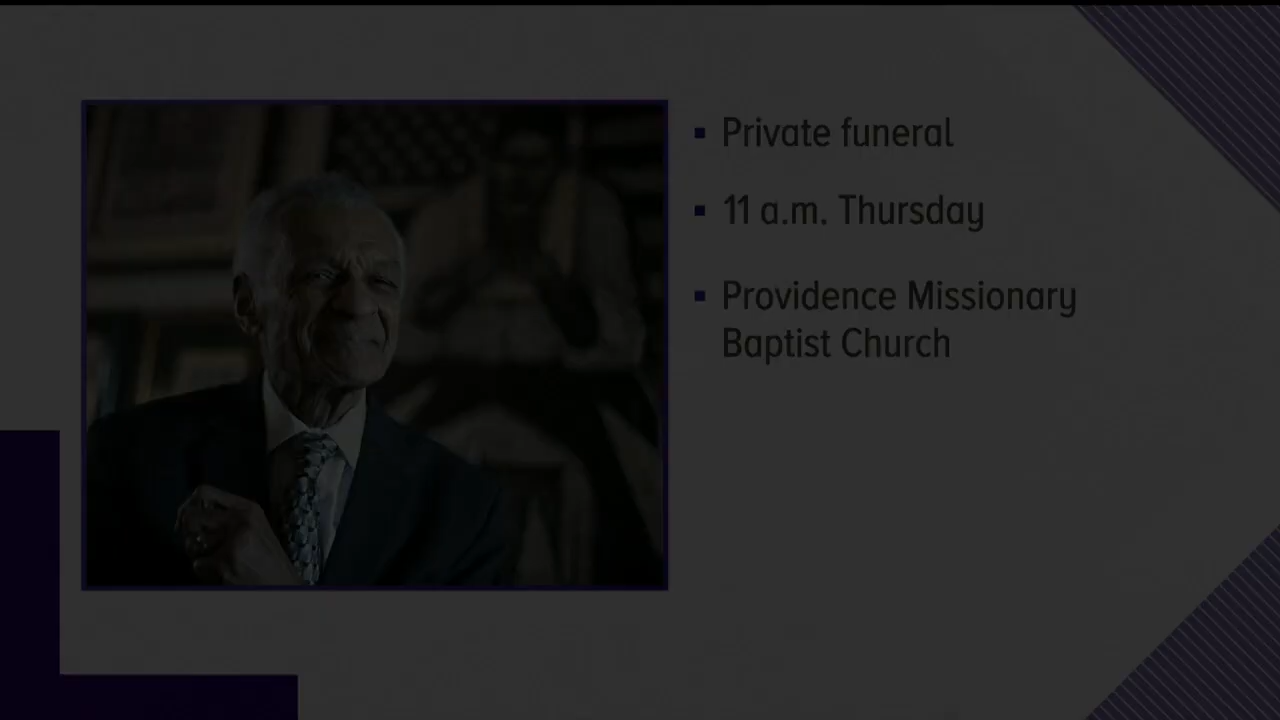 Private funeral
11 a.m. Thursday
Providence Missionary
Baptist Church